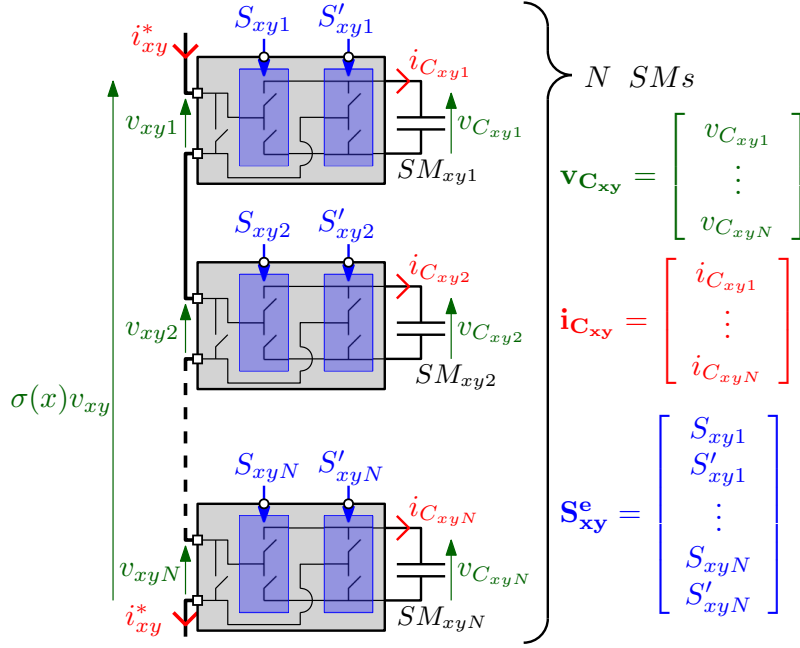 i*_{xy} S_{xy1} S'_{xy1}
i_{C_{xy1}}
N SMs
v_{xy1} v_{C_{xy1}}
SM_{xy1}
S_{xy2} S'_{xy2}
i_{C_{xy2}}
v_{xy2} v_{C_{xy2}}
SM_{xy2}
σ(x)v_{xy}
S_{xyN} S'_{xyN}
i_{C_{xyN}}
v_{xyN} v_{C_{xyN}}
SM_{xyN}
i*_{xy}
v_{C_{xy}} = [ v_{C_{xy1}}
⋮
v_{C_{xyN}} ]
i_{C_{xy}} = [ i_{C_{xy1}}
⋮
i_{C_{xyN}} ]
S^e_{xy} = [ S_{xy1}
S'_{xy1}
⋮
S_{xyN}
S'_{xyN} ]